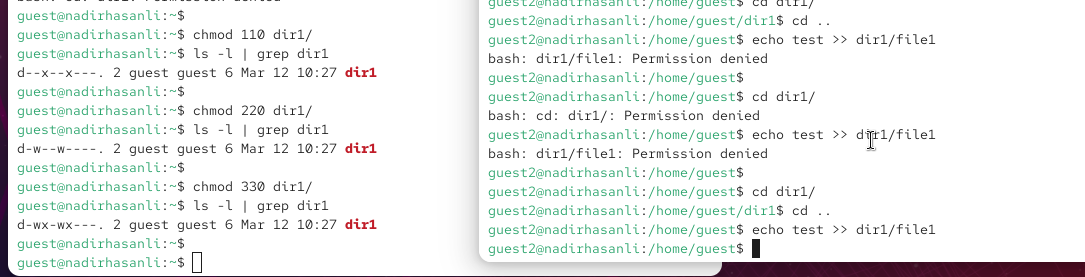 guest@nadirhasanli:~$
guest@nadirhasanli:~$ chmod 110 dir1/
guest@nadirhasanli:~$ ls -l | grep dir1
d--x--x---. 2 guest guest 6 Mar 12 10:27 dir1
guest@nadirhasanli:~$
guest@nadirhasanli:~$ chmod 220 dir1/
guest@nadirhasanli:~$ ls -l | grep dir1
d-w--w----. 2 guest guest 6 Mar 12 10:27 dir1
guest@nadirhasanli:~$
guest@nadirhasanli:~$ chmod 330 dir1/
guest@nadirhasanli:~$ ls -l | grep dir1
d-wx-wx---. 2 guest guest 6 Mar 12 10:27 dir1
guest@nadirhasanli:~$
guest@nadirhasanli:~$
guest2@nadirhasanli:/home/guest$ cd dir1/
guest2@nadirhasanli:/home/guest/dir1$ cd ..
guest2@nadirhasanli:/home/guest$ echo test >> dir1/file1
bash: dir1/file1: Permission denied
guest2@nadirhasanli:/home/guest$
guest2@nadirhasanli:/home/guest$ cd dir1/
bash: cd: dir1/: Permission denied
guest2@nadirhasanli:/home/guest$ echo test >> dir1/file1
bash: dir1/file1: Permission denied
guest2@nadirhasanli:/home/guest$
guest2@nadirhasanli:/home/guest$ cd dir1/
guest2@nadirhasanli:/home/guest/dir1$ cd ..
guest2@nadirhasanli:/home/guest$ echo test >> dir1/file1
guest2@nadirhasanli:/home/guest$